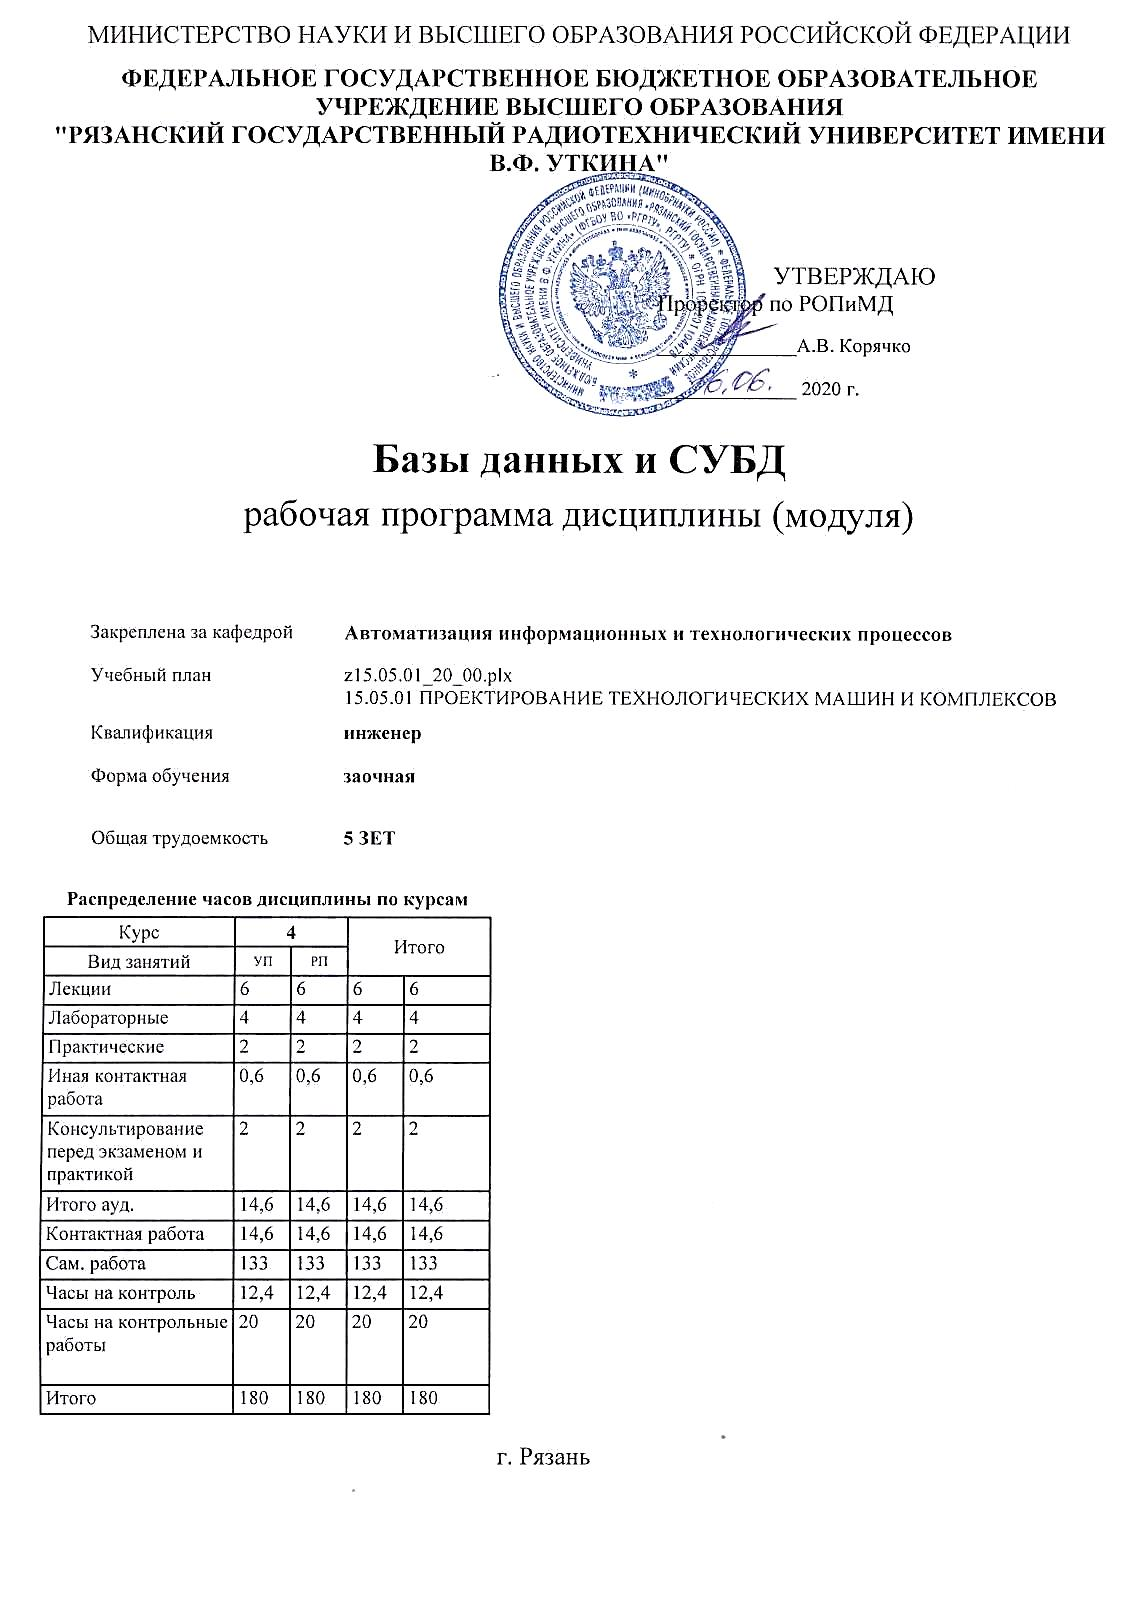 МИНИСТЕРСТВО НАУКИ И ВЫСШЕГО ОБРАЗОВАНИЯ РОССИЙСКОЙ ФЕДЕРАЦИИ
ФЕДЕРАЛЬНОЕ ГОСУДАРСТВЕННОЕ БЮДЖЕТНОЕ ОБРАЗОВАТЕЛЬНОЕ
УЧРЕЖДЕНИЕ ВЫСШЕГО ОБРАЗОВАНИЯ
"РЯЗАНСКИЙ ГОСУДАРСТВЕННЫЙ РАДИОТЕХНИЧЕСКИЙ УНИВЕРСИТЕТ ИМЕНИ
В.Ф. УТКИНА"
УТВЕРЖДАЮ
Проректор по РОПиМД
А.В. Корячко
2020 г.
Базы данных и СУБД
рабочая программа дисциплины (модуля)
Закреплена за кафедрой Автоматизация информационных и технологических процессов
Учебный план z15.05.01_20_00.plx
15.05.01 ПРОЕКТИРОВАНИЕ ТЕХНОЛОГИЧЕСКИХ МАШИН И КОМПЛЕКСОВ
Квалификация инженер
Форма обучения заочная
Общая трудоемкость 5 ЗЕТ
Распределение часов дисциплины по курсам
Курс 4 Итого
Вид занятий УП РП
Лекции 6 6 6 6
Лабораторные 4 4 4 4
Практические 2 2 2 2
Иная контактная 0,6 0,6 0,6 0,6
работа
Консультирование 2 2 2 2
перед экзаменом и
практикой
Итого ауд. 14,6 14,6 14,6 14,6
Контактная работа 14,6 14,6 14,6 14,6
Сам. работа 133 133 133 133
Часы на контроль 12,4 12,4 12,4 12,4
Часы на контрольные 20 20 20 20
работы
Итого 180 180 180 180
г. Рязань